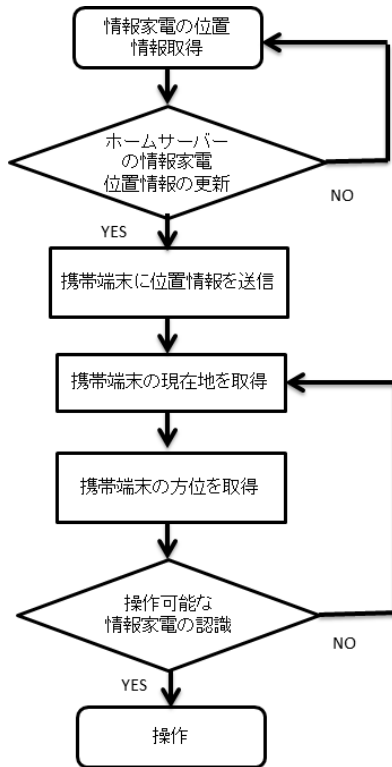 情報家電の位置
情報取得
ホームサーバー
の情報家電
位置情報の更新
NO
YES
携帯端末に位置情報を送信
携帯端末の現在地を取得
携帯端末の方位を取得
操作可能な
情報家電の認識
NO
YES
操作